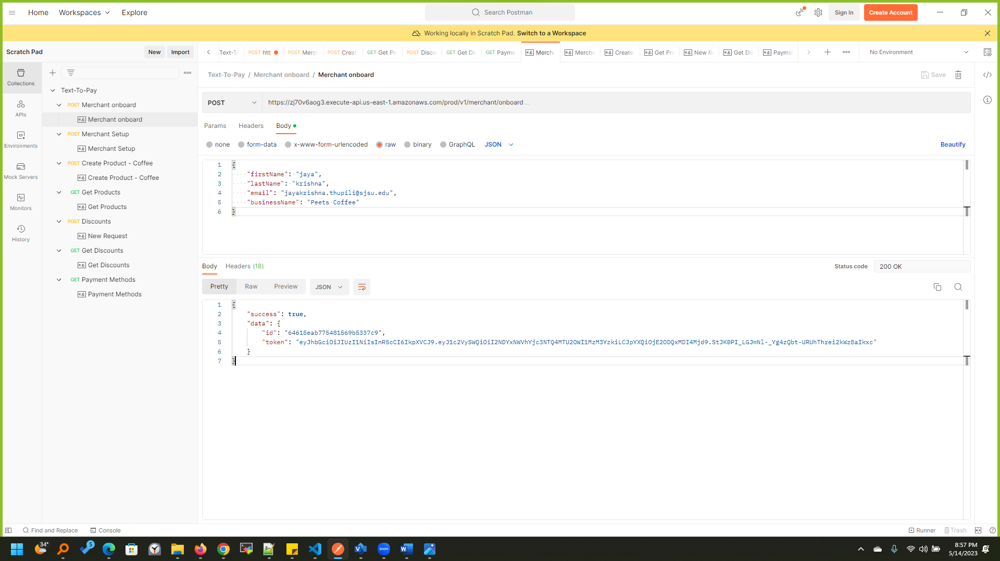 Home
Workspaces
Explore
Search Postman
Sign In
Create Account
Working locally in Scratch Pad. Switch to a Workspace
Scratch Pad
New
Import
Text-To
POST htt
POST Merc
POST Creat
GET Get Pro
POST Disco
GET Get Dis
GET Payme
e.g. Mercha
e.g. Mercha
e.g. Create
e.g. Get Pro
e.g. New Re
e.g. Get Dis
e.g. Paymen
No Environment
Collections
APIs
Environments
Mock Servers
Monitors
History
Text-To-Pay
POST Merchant onboard
e.g. Merchant onboard
POST Merchant Setup
e.g. Merchant Setup
POST Create Product - Coffee
e.g. Create Product - Coffee
GET Get Products
e.g. Get Products
POST Discounts
e.g. New Request
GET Get Discounts
e.g. Get Discounts
GET Payment Methods
e.g. Payment Methods
Text-To-Pay / Merchant onboard / Merchant onboard
Save
POST
https://zj70v6aog3.execute-api.us-east-1.amazonaws.com/prod/v1/merchant/onboard ...
Params
Headers
Body
none
form-data
x-www-form-urlencoded
raw
binary
GraphQL
JSON
Beautify
1 {
2 "firstName": "jaya",
3 "lastName": "krishna",
4 "email": "jayakrishna.thupili@sjsu.edu",
5 "businessName": "Peets Coffee"
6 }
Body
Headers (18)
Status code
200 OK
Pretty
Raw
Preview
JSON
1 {
2 "success": true,
3 "data": {
4 "id": "64615eab775481569b5337c9",
5 "token": "eyJhbGciOiJIUzI1NiIsInR5cCI6IkpXVCJ9.eyJ1c2VySWQiOiI2NDYxNWVhYjc3NTQ4MTU2OWI1MzM3YzkiLCJpYXQiOjE2ODQxMDI4Mjd9.StJK0PI_LGJmNl-_Yg4zQbt-URUhThrei2kWz8aIkxc"
6 }
7 }
Find and Replace
Console
Runner
Trash
34°
5
zoom
8:57 PM
5/14/2023